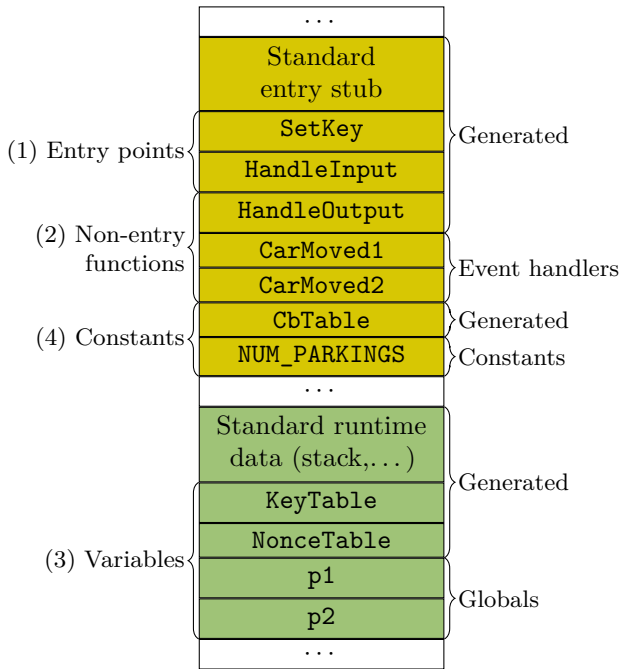 ...
Standard
entry stub
(1) Entry points
SetKey
Generated
HandleInput
(2) Non-entry
functions
HandleOutput
CarMoved1
Event handlers
CarMoved2
(4) Constants
CbTable
Generated
NUM_PARKINGS
Constants
...
Standard runtime
data (stack,...)
Generated
KeyTable
(3) Variables
NonceTable
p1
Globals
p2
...